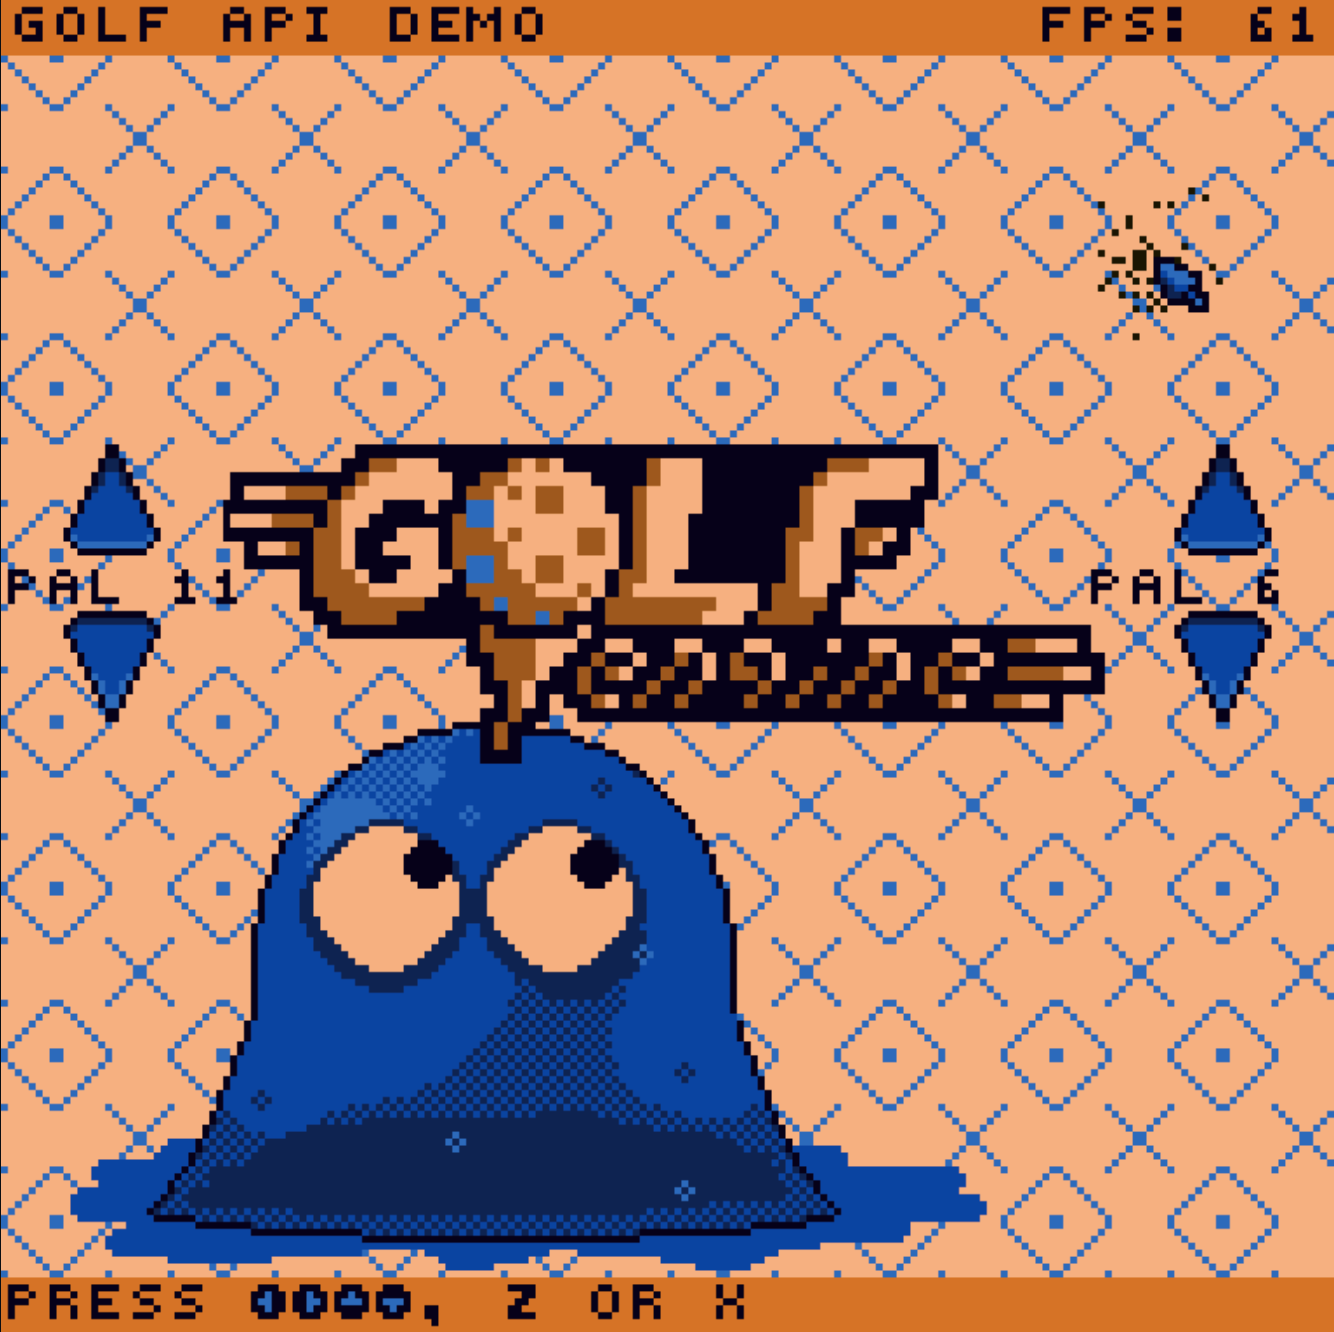 GOLF API DEMO FPS: 61
GOLF
engine
PAL 11
PAL 6
PRESS , Z OR X